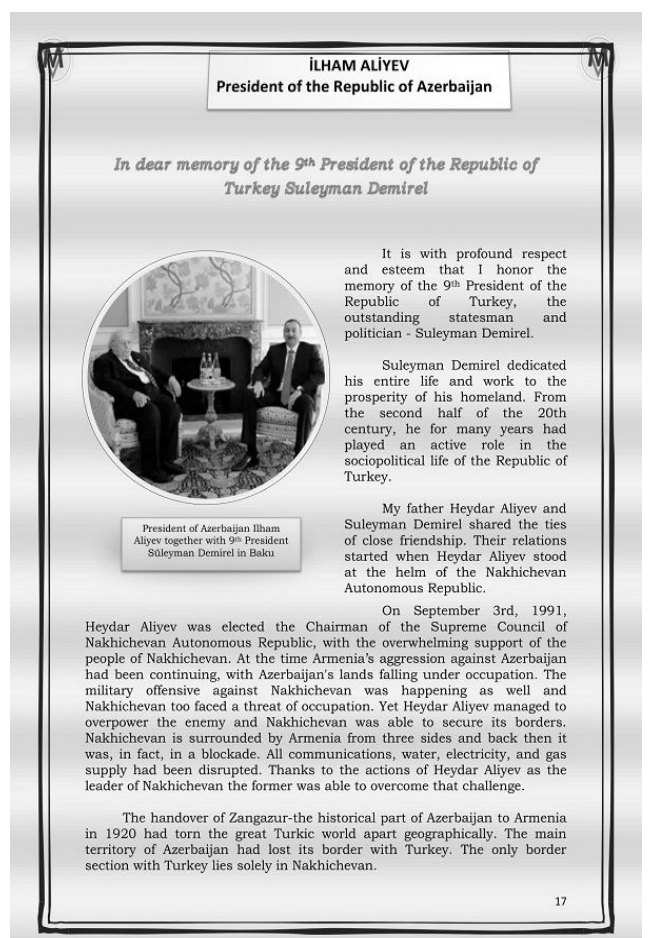 İLHAM ALİYEV
President of the Republic of Azerbaijan
In dear memory of the 9th President of the Republic of
Turkey Suleyman Demirel
It is with profound respect
and esteem that I honor the
memory of the 9th President of the
Republic of Turkey, the
outstanding statesman and
politician - Suleyman Demirel.
Suleyman Demirel dedicated
his entire life and work to the
prosperity of his homeland. From
the second half of the 20th
century, he for many years had
played an active role in the
sociopolitical life of the Republic of
Turkey.
My father Heydar Aliyev and
Suleyman Demirel shared the ties
of close friendship. Their relations
started when Heydar Aliyev stood
at the helm of the Nakhichevan
Autonomous Republic.
President of Azerbaijan Ilham
Aliyev together with 9th President
Süleyman Demirel in Baku
On September 3rd, 1991,
Heydar Aliyev was elected the Chairman of the Supreme Council of
Nakhichevan Autonomous Republic, with the overwhelming support of the
people of Nakhichevan. At the time Armenia’s aggression against Azerbaijan
had been continuing, with Azerbaijan's lands falling under occupation. The
military offensive against Nakhichevan was happening as well and
Nakhichevan too faced a threat of occupation. Yet Heydar Aliyev managed to
overpower the enemy and Nakhichevan was able to secure its borders.
Nakhichevan is surrounded by Armenia from three sides and back then it
was, in fact, in a blockade. All communications, water, electricity, and gas
supply had been disrupted. Thanks to the actions of Heydar Aliyev as the
leader of Nakhichevan the former was able to overcome that challenge.
The handover of Zangazur-the historical part of Azerbaijan to Armenia
in 1920 had torn the great Turkic world apart geographically. The main
territory of Azerbaijan had lost its border with Turkey. The only border
section with Turkey lies solely in Nakhichevan.
17